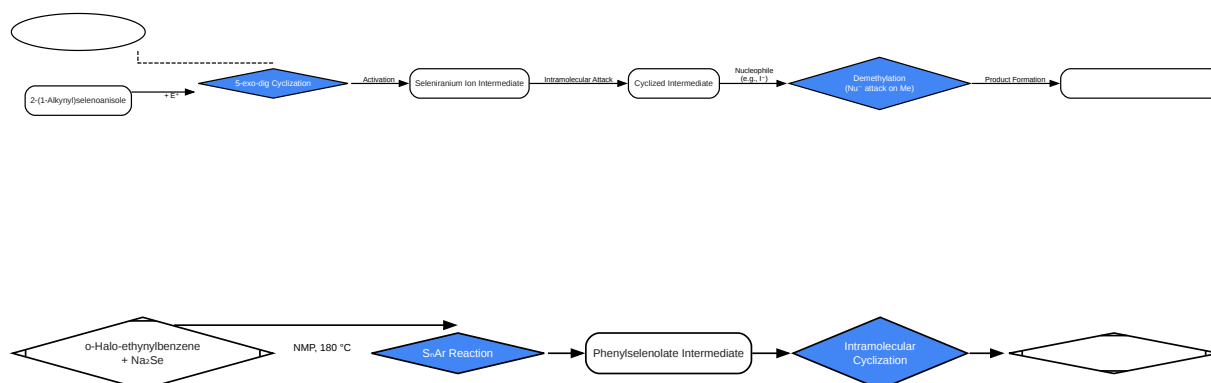 2-(1-Alkynyl)selenoanisole
+ E⁺
5-exo-dig Cyclization
Activation
Seleniranium Ion Intermediate
Intramolecular Attack
Cyclized Intermediate
Nucleophile
(e.g., I⁻)
Demethylation
(Nu⁻ attack on Me)
Product Formation
o-Halo-ethynylbenzene
+ Na₂Se
NMP, 180 °C
SₙAr Reaction
Phenylselenolate Intermediate
Intramolecular
Cyclization